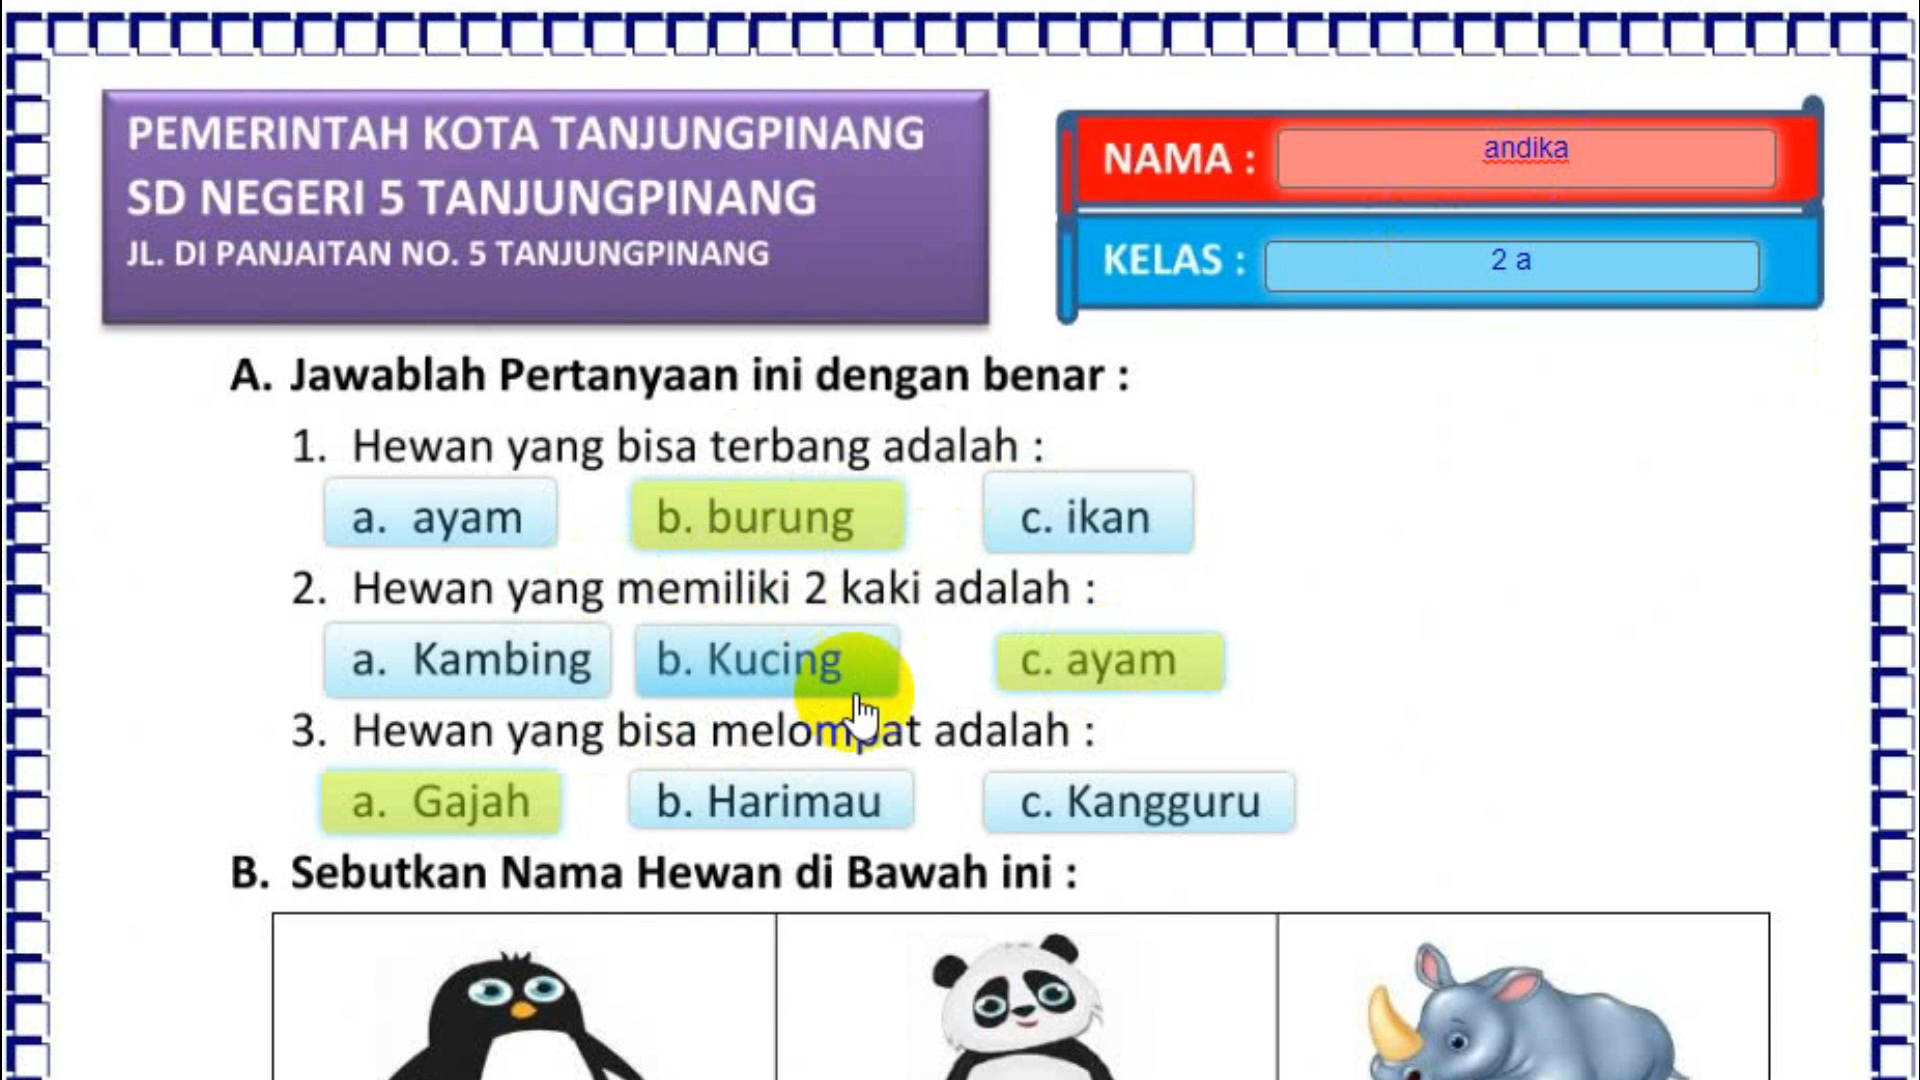 PEMERINTAH KOTA TANJUNGPINANG
SD NEGERI 5 TANJUNGPINANG
JL. DI PANJAITAN NO. 5 TANJUNGPINANG
NAMA : andika
KELAS : 2 a
A. Jawablah Pertanyaan ini dengan benar :
1. Hewan yang bisa terbang adalah :
a. ayam b. burung c. ikan
2. Hewan yang memiliki 2 kaki adalah :
a. Kambing b. Kucing c. ayam
3. Hewan yang bisa melompat adalah :
a. Gajah b. Harimau c. Kangguru
B. Sebutkan Nama Hewan di Bawah ini :